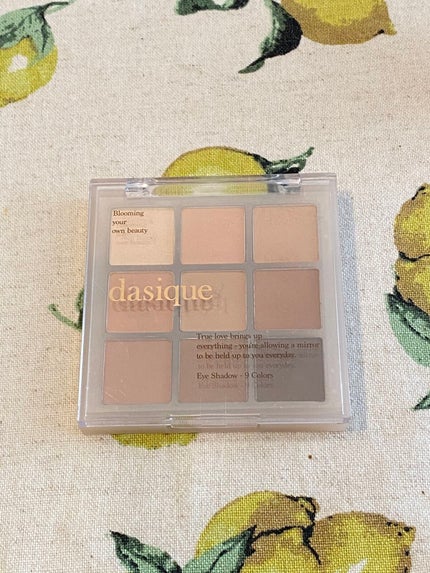 Blooming
your
own beauty
dasique
True love brings up
everything - you're allowing a mirror
to be held up to you everyday.
Eye Shadow - 9 Colors